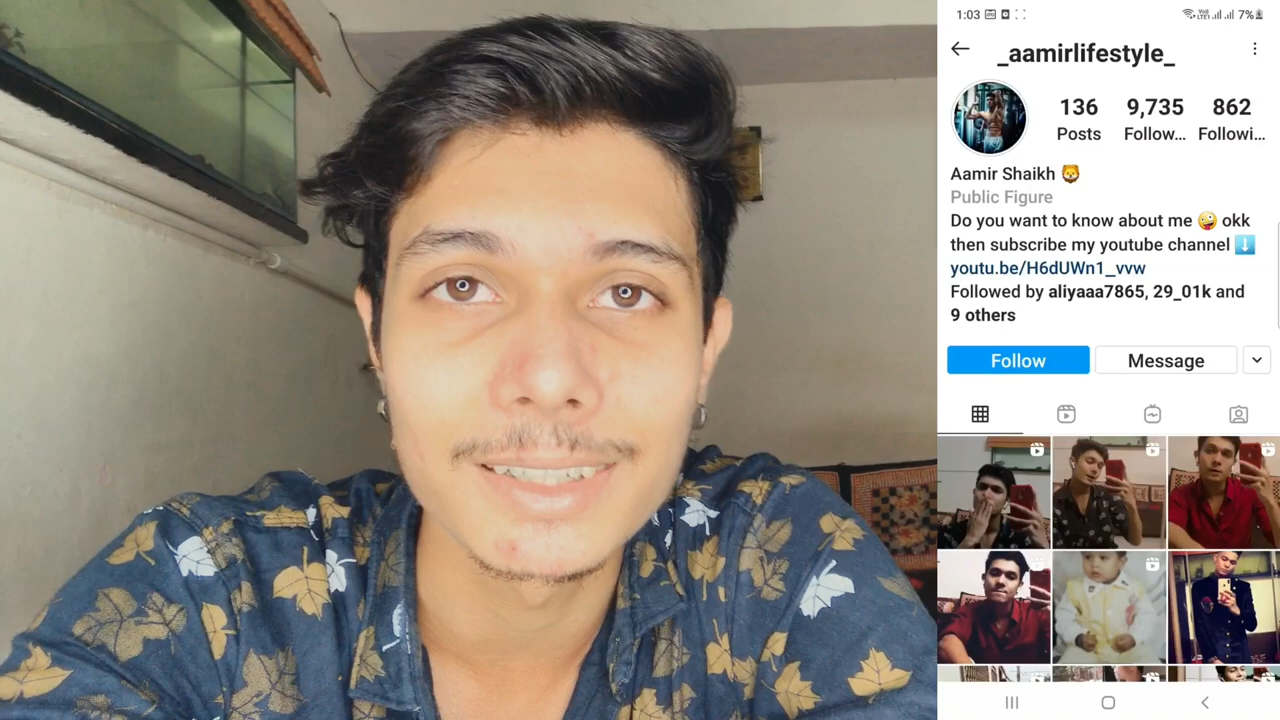 1:03
7%
_aamirlifestyle_
136 9,735 862
Posts Follow... Followi...
Aamir Shaikh
Public Figure
Do you want to know about me 🤪 okk
then subscribe my youtube channel ⬇️
youtu.be/H6dUWn1_vvw
Followed by aliyaaa7865, 29_01k and
9 others
Follow Message